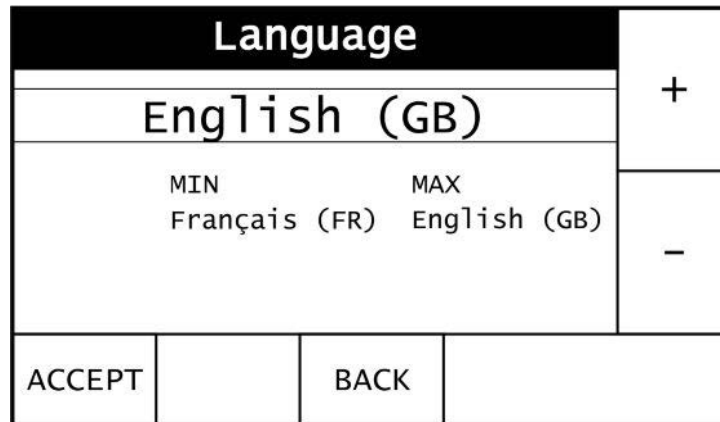 Language
+
English (GB)
MIN MAX
Français (FR) English (GB)
-
ACCEPT BACK